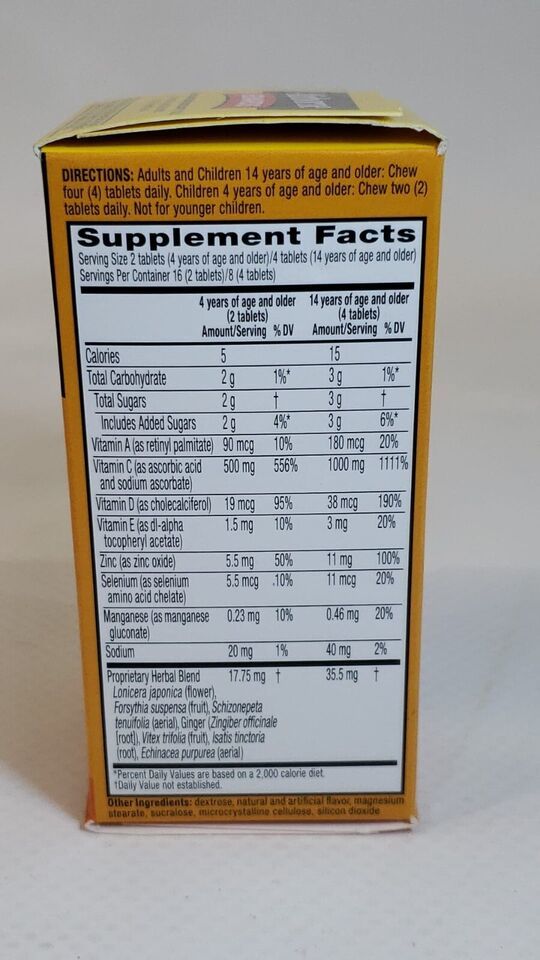 DIRECTIONS: Adults and Children 14 years of age and older: Chew
four (4) tablets daily. Children 4 years of age and older: Chew two (2)
tablets daily. Not for younger children.
Supplement Facts
Serving Size 2 tablets (4 years of age and older)/4 tablets (14 years of age and older)
Servings Per Container 16 (2 tablets)/8 (4 tablets)
4 years of age and older 14 years of age and older
(2 tablets) (4 tablets)
Amount/Serving % DV Amount/Serving % DV
Calories 5 15
Total Carbohydrate 2 g 1%* 3 g 1%*
Total Sugars 2 g † 3 g †
Includes Added Sugars 2 g 4%* 3 g 6%*
Vitamin A (as retinyl palmitate) 90 mcg 10% 180 mcg 20%
Vitamin C (as ascorbic acid 500 mg 556% 1000 mg 1111%
and sodium ascorbate)
Vitamin D (as cholecalciferol) 19 mcg 95% 38 mcg 190%
Vitamin E (as dl-alpha 1.5 mg 10% 3 mg 20%
tocopheryl acetate)
Zinc (as zinc oxide) 5.5 mg 50% 11 mg 100%
Selenium (as selenium 5.5 mcg 10% 11 mcg 20%
amino acid chelate)
Manganese (as manganese 0.23 mg 10% 0.46 mg 20%
gluconate)
Sodium 20 mg 1% 40 mg 2%
Proprietary Herbal Blend 17.75 mg † 35.5 mg †
Lonicera japonica (flower),
Forsythia suspensa (fruit), Schizonepeta
tenuifolia (aerial), Ginger (Zingiber officinale
[root]), Vitex trifolia (fruit), Isatis tinctoria
(root), Echinacea purpurea (aerial)
*Percent Daily Values are based on a 2,000 calorie diet.
†Daily Value not established.
Other Ingredients: dextrose, natural and artificial flavor, magnesium
stearate, sucralose, microcrystalline cellulose, silicon dioxide